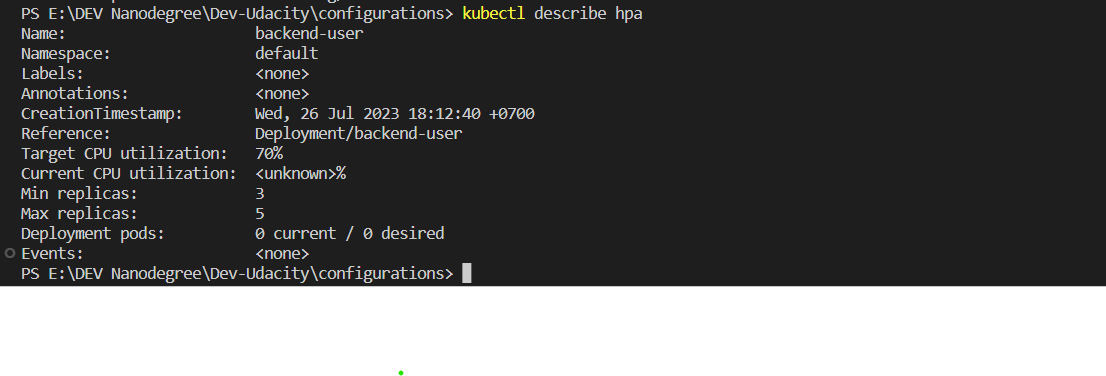 PS E:\DEV Nanodegree\Dev-Udacity\configurations> kubectl describe hpa
Name: backend-user
Namespace: default
Labels: <none>
Annotations: <none>
CreationTimestamp: Wed, 26 Jul 2023 18:12:40 +0700
Reference: Deployment/backend-user
Target CPU utilization: 70%
Current CPU utilization: <unknown>%
Min replicas: 3
Max replicas: 5
Deployment pods: 0 current / 0 desired
Events: <none>
PS E:\DEV Nanodegree\Dev-Udacity\configurations>